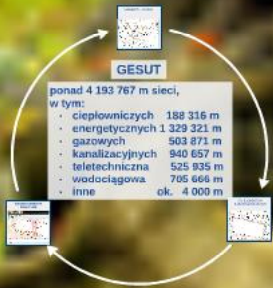 GESUT
ponad 4 193 767 m sieci,
w tym:
· ciepłowniczych 188 316 m
· energetycznych 1 329 321 m
· gazowych 503 871 m
· kanalizacyjnych 940 657 m
· teletechniczna 525 935 m
· wodociągowa 705 666 m
· inne ok. 4 000 m